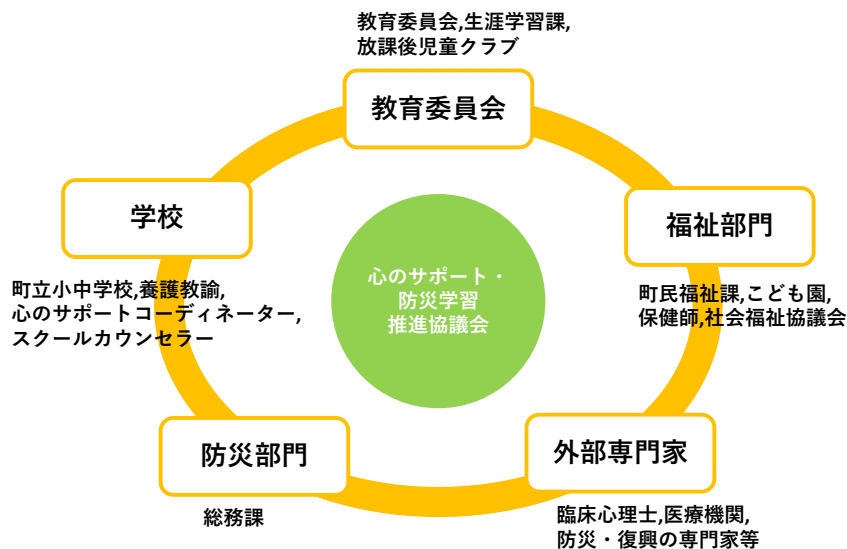 教育委員会,生涯学習課,
放課後児童クラブ
教育委員会
学校
町立小中学校,養護教諭,
心のサポートコーディネーター,
スクールカウンセラー
心のサポート・
防災学習
推進協議会
福祉部門
町民福祉課,こども園,
保健師,社会福祉協議会
防災部門
総務課
外部専門家
臨床心理士,医療機関,
防災・復興の専門家等